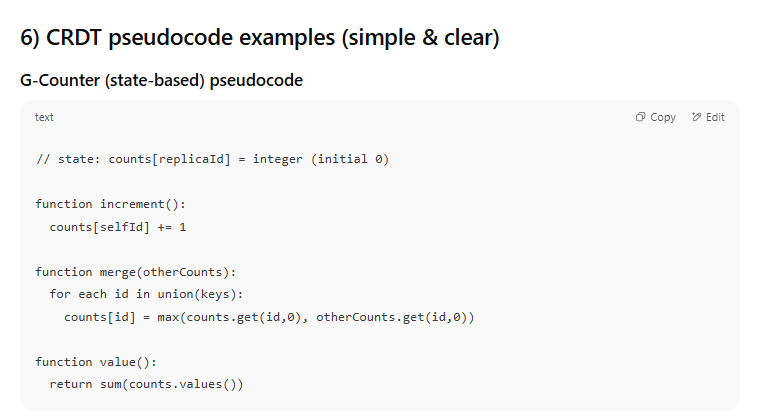 6) CRDT pseudocode examples (simple & clear)
G-Counter (state-based) pseudocode
text
Copy
Edit
// state: counts[replicaId] = integer (initial 0)
function increment():
  counts[selfId] += 1
function merge(otherCounts):
  for each id in union(keys):
    counts[id] = max(counts.get(id,0), otherCounts.get(id,0))
function value():
  return sum(counts.values())